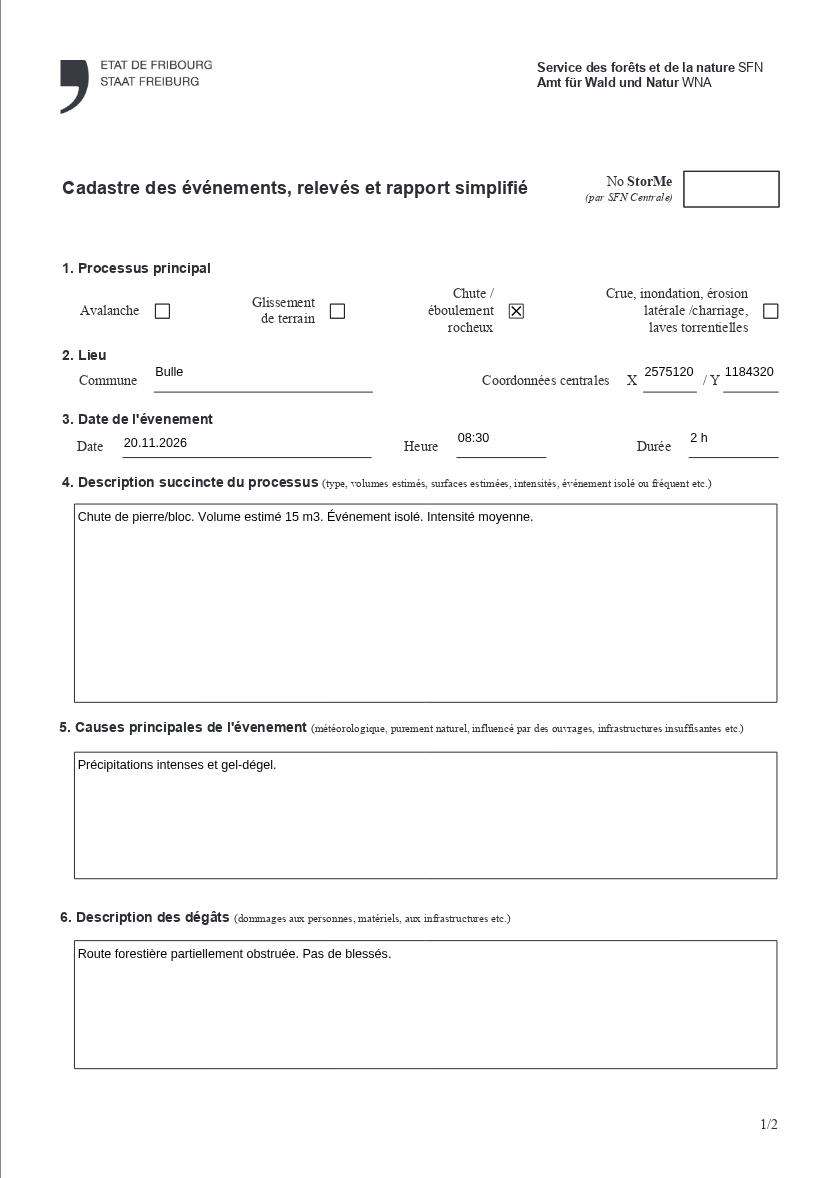 ETAT DE FRIBOURG
STAAT FREIBURG
Service des forêts et de la nature SFN
Amt für Wald und Natur WNA
Cadastre des événements, relevés et rapport simplifié
No StorMe
(par SFN Centrale)
1. Processus principal
Avalanche
Glissement
de terrain
Chute /
éboulement
rocheux
Crue, inondation, érosion
latérale /charriage,
laves torrentielles
2. Lieu
Commune Bulle Coordonnées centrales X 2575120 / Y 1184320
3. Date de l'évenement
Date 20.11.2026 Heure 08:30 Durée 2 h
4. Description succincte du processus (type, volumes estimés, surfaces estimées, intensités, événement isolé ou fréquent etc.)
Chute de pierre/bloc. Volume estimé 15 m3. Événement isolé. Intensité moyenne.
5. Causes principales de l'évenement (météorologique, purement naturel, influencé par des ouvrages, infrastructures insuffisantes etc.)
Précipitations intenses et gel-dégel.
6. Description des dégâts (dommages aux personnes, matériels, aux infrastructures etc.)
Route forestière partiellement obstruée. Pas de blessés.
1/2